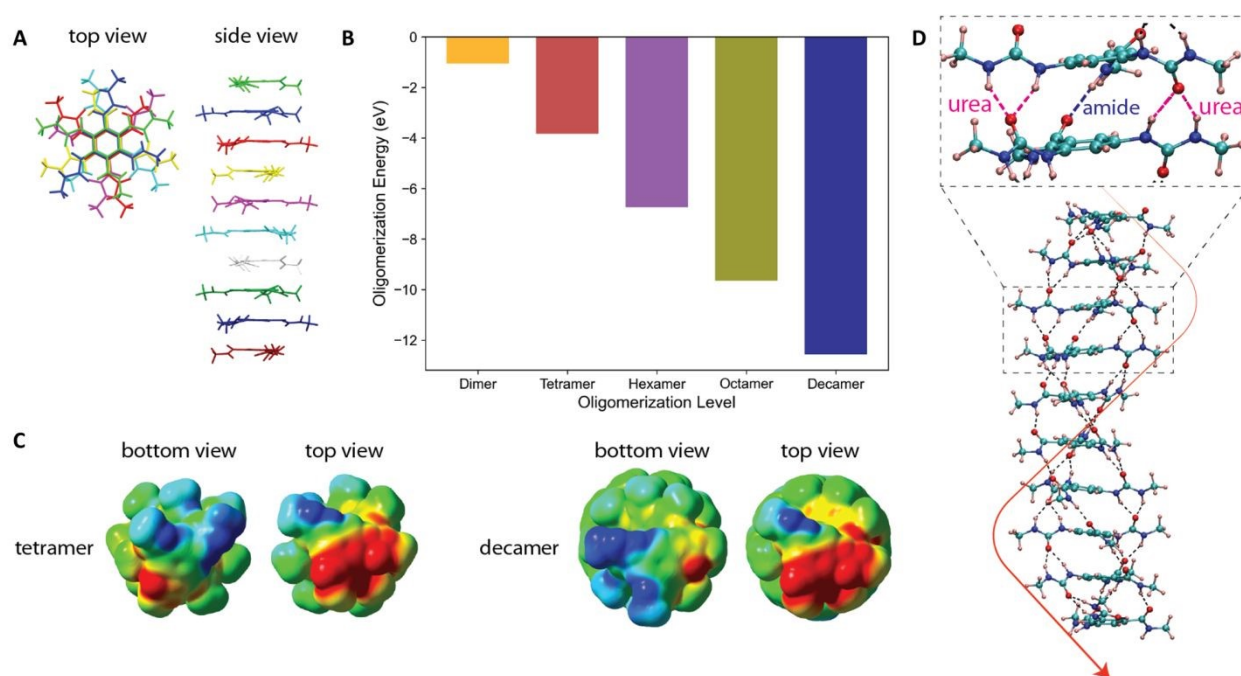 A
top view
side view
B
0
−2
−4
−6
−8
−10
−12
Oligomerization Energy (eV)
Dimer
Tetramer
Hexamer
Octamer
Decamer
Oligomerization Level
C
bottom view
top view
tetramer
bottom view
top view
decamer
D
urea
amide
urea